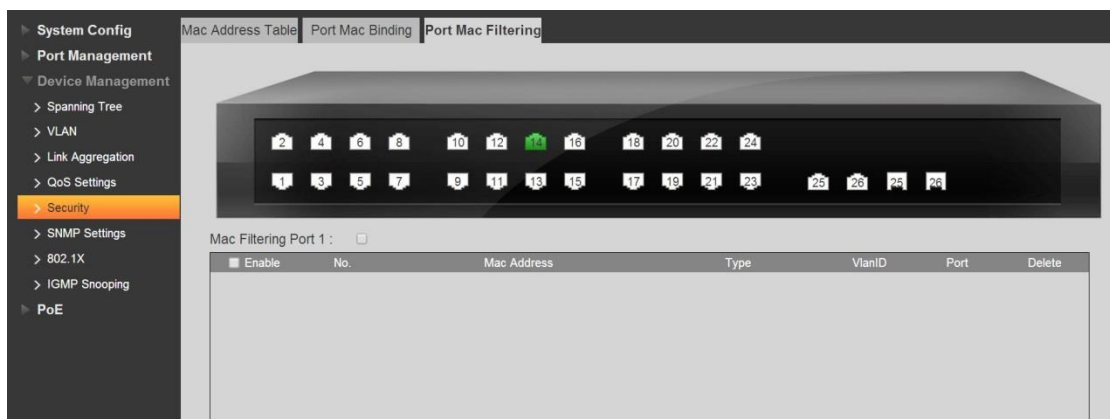 System Config
Port Management
Device Management
Spanning Tree
VLAN
Link Aggregation
QoS Settings
Security
SNMP Settings
802.1X
IGMP Snooping
PoE
Mac Address Table Port Mac Binding Port Mac Filtering
2 4 6 8 10 12 14 16 18 20 22 24
1 3 5 7 9 11 13 15 17 19 21 23 25 26 25 26
Mac Filtering Port 1 :
Enable No. Mac Address Type VlanID Port Delete